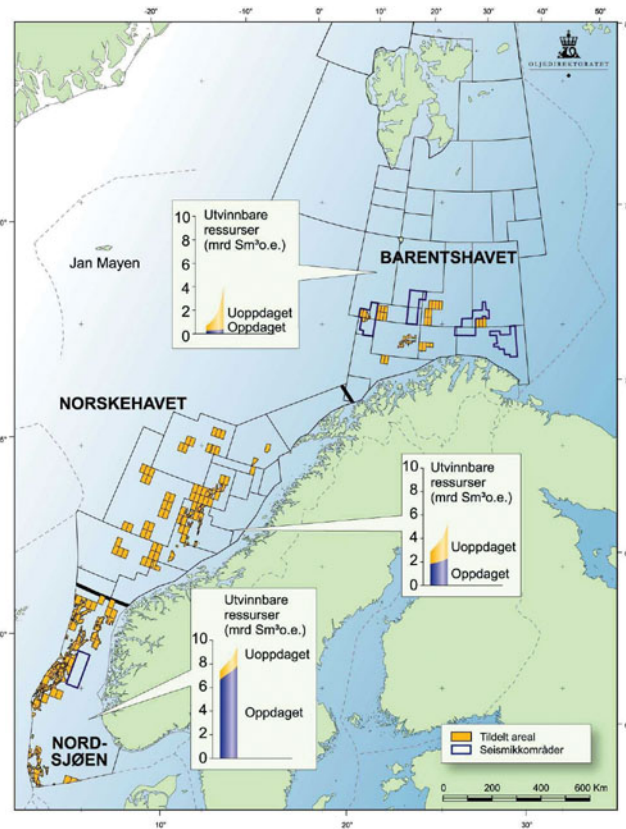 -20°
-10°
0°
10°
20°
30°
40°
50°
OLJEDIREKTORATET
10
8
6
4
2
0
Utvinnbare
ressurser
(mrd Sm³o.e.)
Uoppdaget
Oppdaget
Jan Mayen
BARENTSHAVET
NORSKEHAVET
10
8
6
4
2
0
Utvinnbare
ressurser
(mrd Sm³o.e.)
Uoppdaget
Oppdaget
Utvinnbare
ressurser
(mrd Sm³o.e.)
10
8
6
4
2
0
Uoppdaget
Oppdaget
NORD-
SJØEN
Tildelt areal
Seismikkområder
0 200 400 600 Km
10°
20°
30°